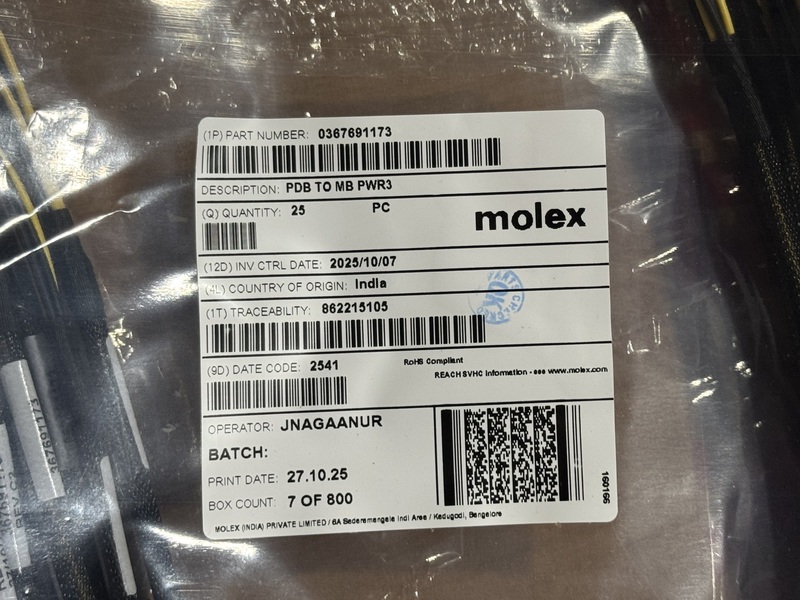 (1P) PART NUMBER: 0367691173
DESCRIPTION: PDB TO MB PWR3
(Q) QUANTITY: 25 PC
molex
(12D) INV CTRL DATE: 2025/10/07
(4L) COUNTRY OF ORIGIN: India
(1T) TRACEABILITY: 862215105
(9D) DATE CODE: 2541
RoHS Compliant
REACH SVHC Information - see www.molex.com
OPERATOR: JNAGAANUR
BATCH:
PRINT DATE: 27.10.25
BOX COUNT: 7 OF 800
160166
MOLEX (INDIA) PRIVATE LIMITED / 6A Sederamangala Indl Area / Kadugodi, Bangalore
OK
367691173